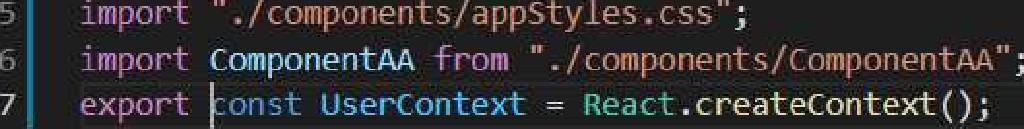 5 import "./components/appStyles.css";
6 import ComponentAA from "./components/ComponentAA";
7 export const UserContext = React.createContext();